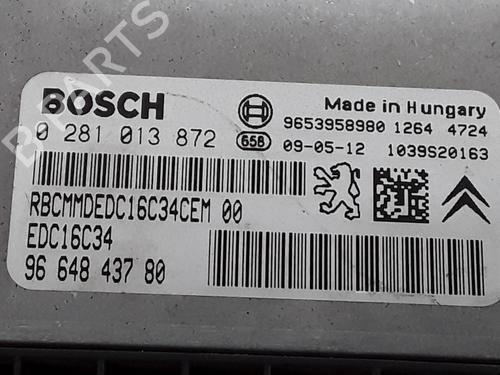 BOSCH
Made in Hungary
0 281 013 872
9653958980 1264 4724
658
09-05-12 1039S20163
RBCMMDEDC16C34CEM 00
EDC16C34
96 648 437 80
B-PARTS